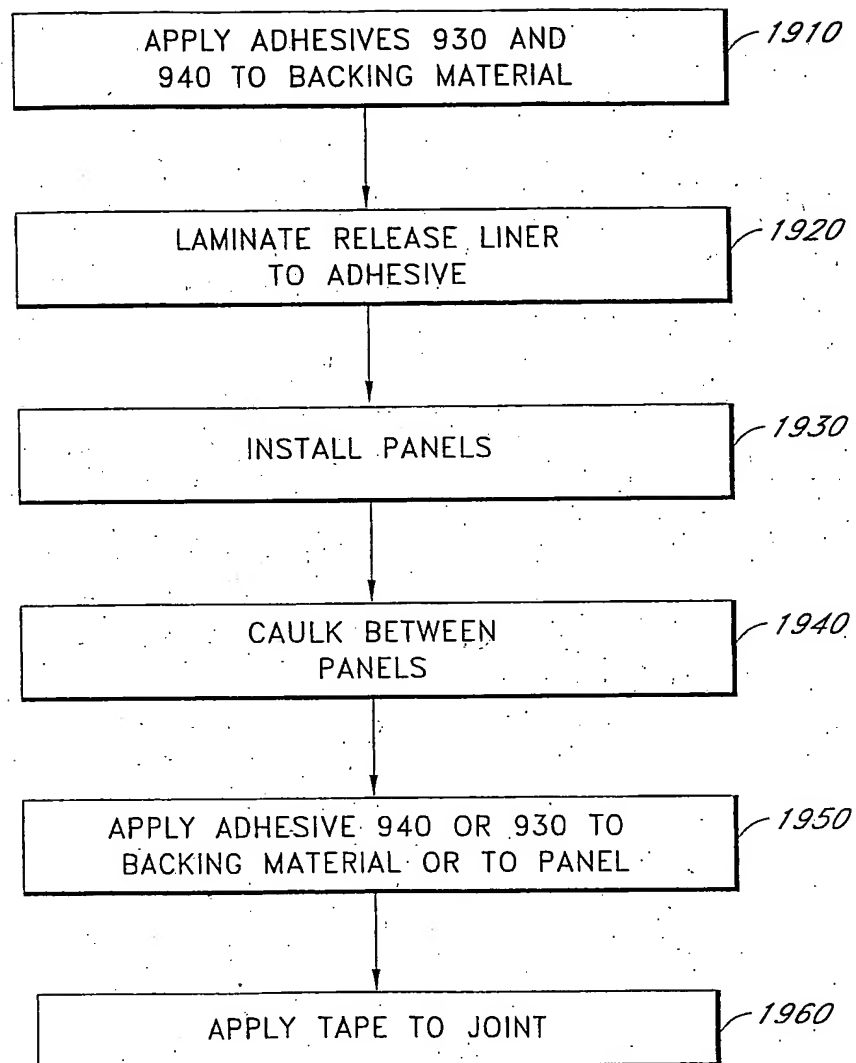 APPLY ADHESIVES 930 AND
940 TO BACKING MATERIAL
1910
LAMINATE RELEASE LINER
TO ADHESIVE
1920
INSTALL PANELS
1930
CAULK BETWEEN
PANELS
1940
APPLY ADHESIVE 940 OR 930 TO
BACKING MATERIAL OR TO PANEL
1950
APPLY TAPE TO JOINT
1960